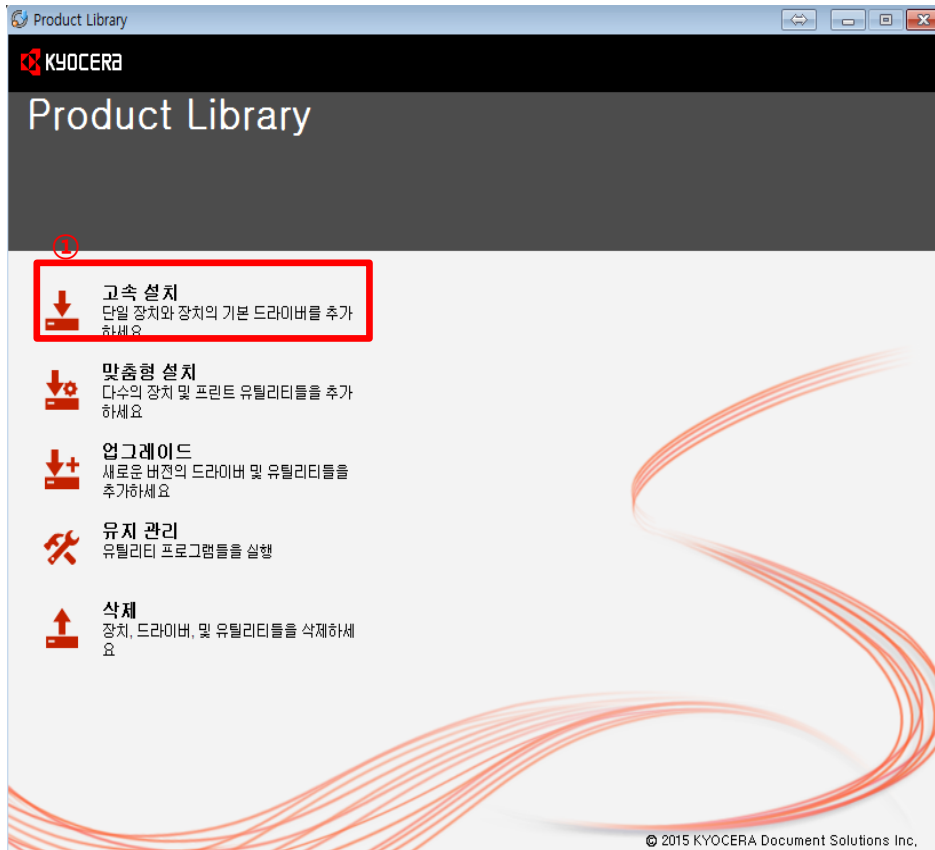 Product Library
KYOCERA
Product Library
①
고속 설치
단일 장치와 장치의 기본 드라이버를 추가
하세요
맞춤형 설치
다수의 장치 및 프린트 유틸리티들을 추가
하세요
업그레이드
새로운 버전의 드라이버 및 유틸리티들을
추가하세요
유지 관리
유틸리티 프로그램들을 실행
삭제
장치, 드라이버, 및 유틸리티들을 삭제하세
요
© 2015 KYOCERA Document Solutions Inc.